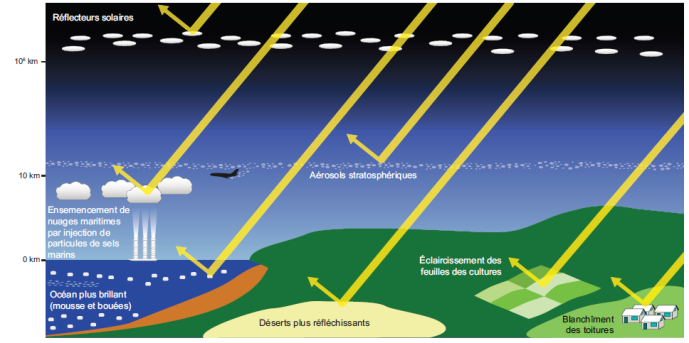 Réflecteurs solaires
10⁶ km
10 km
Aérosols stratosphériques
Ensemencement de
nuages maritimes
par injection de
particules de sels
marins
0 km
Éclaircissement des
feuilles des cultures
Océan plus brillant
(mousse et bouées)
Déserts plus réfléchissants
Blanchîment
des toitures